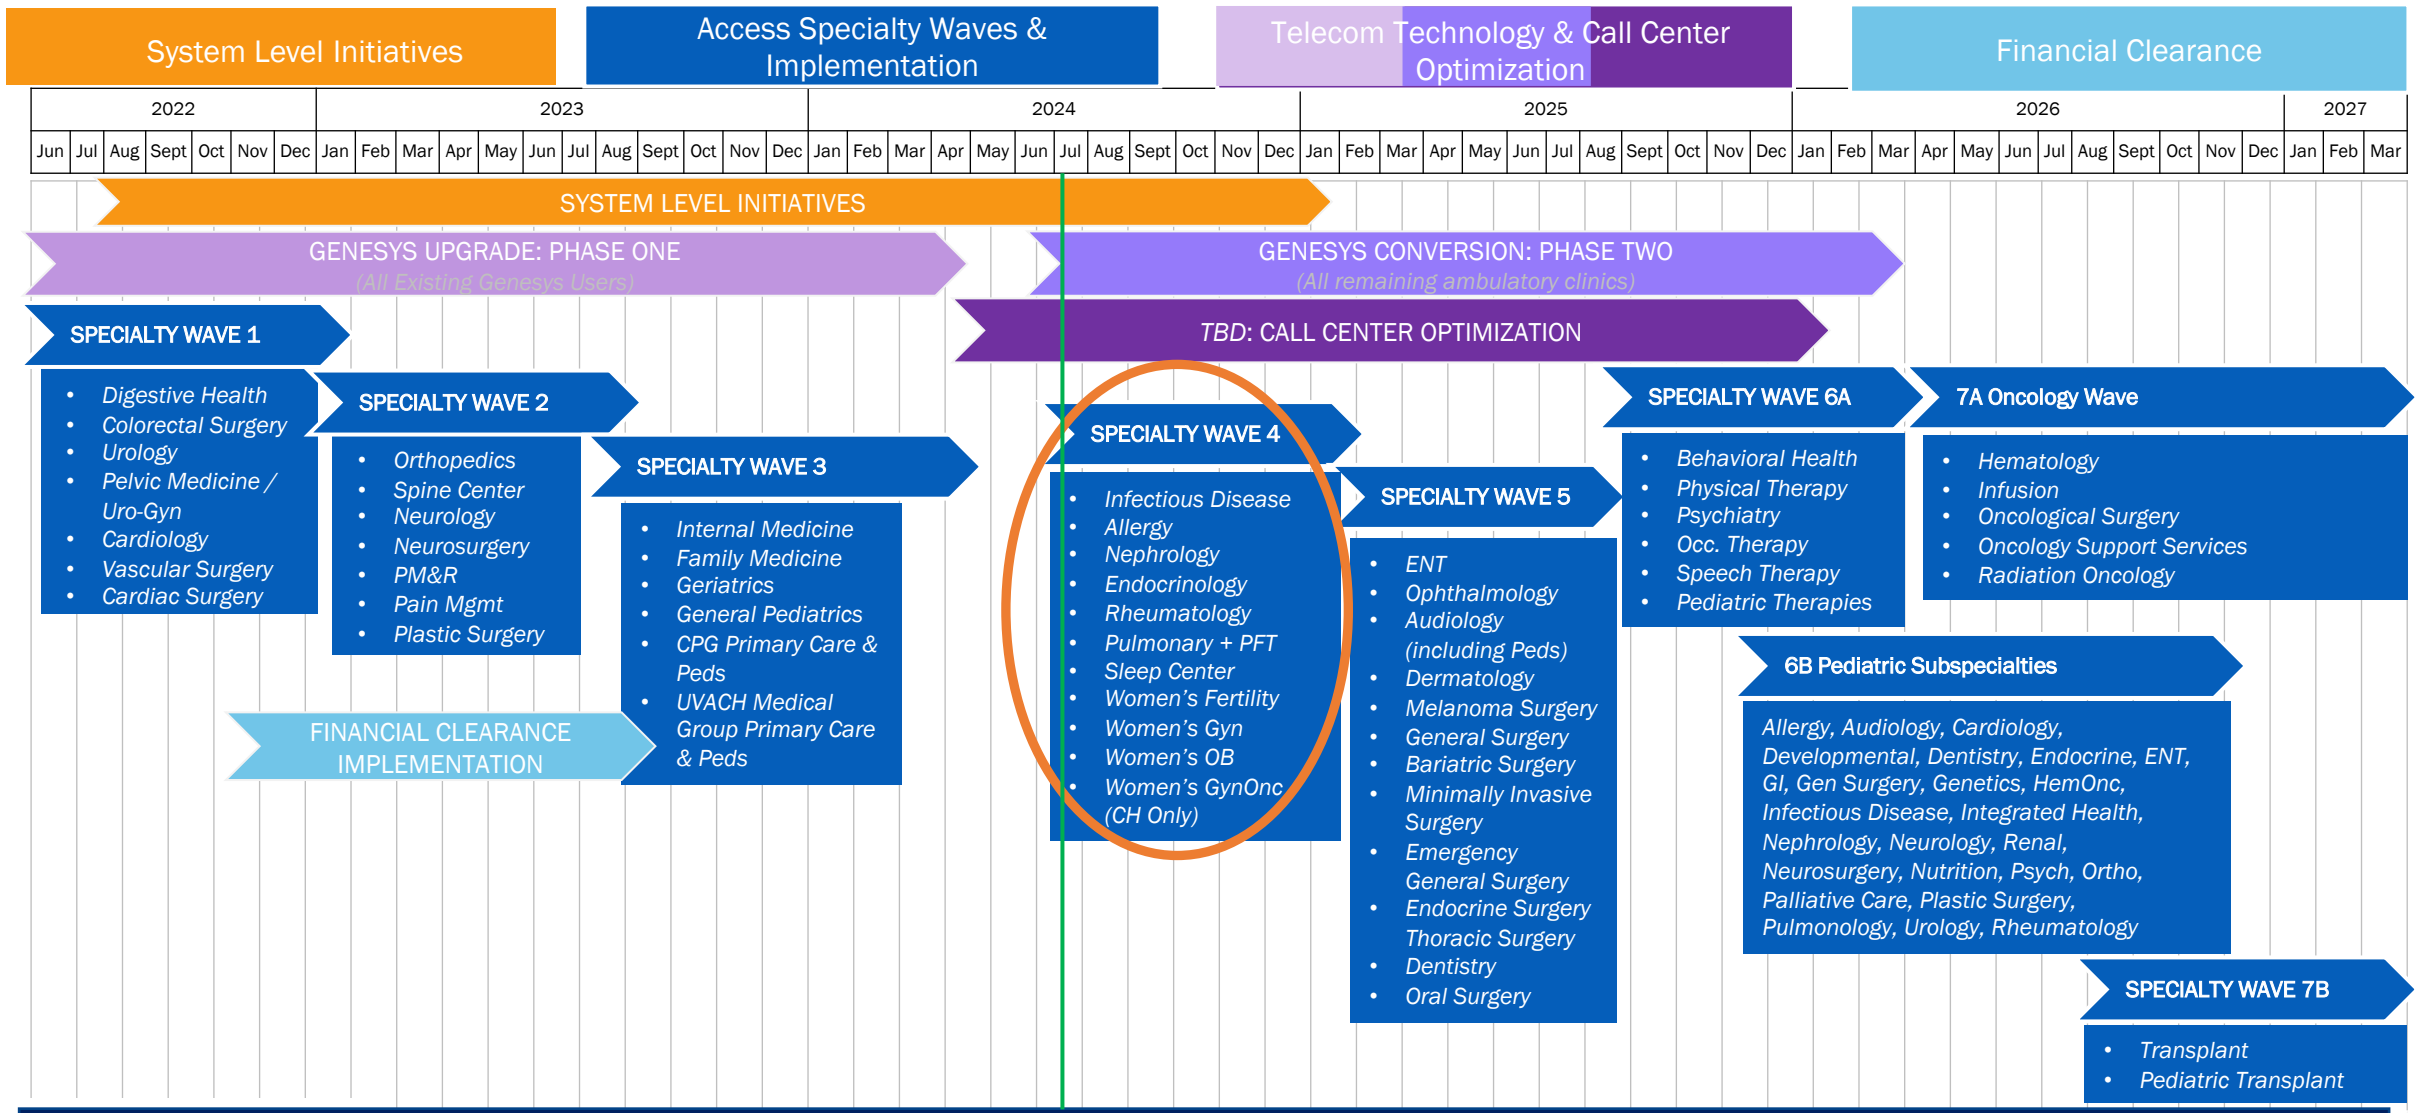 System Level Initiatives
Access Specialty Waves &
Implementation
Telecom Technology & Call Center
Optimization
Financial Clearance
2022
2023
2024
2025
2026
2027
Jun Jul Aug Sept Oct Nov Dec Jan Feb Mar Apr May Jun Jul Aug Sept Oct Nov Dec Jan Feb Mar Apr May Jun Jul Aug Sept Oct Nov Dec Jan Feb Mar Apr May Jun Jul Aug Sept Oct Nov Dec Jan Feb Mar Apr May Jun Jul Aug Sept Oct Nov Dec Jan Feb Mar
SYSTEM LEVEL INITIATIVES
GENESYS UPGRADE: PHASE ONE
(All Existing Genesys Users)
GENESYS CONVERSION: PHASE TWO
(All remaining ambulatory clinics)
TBD: CALL CENTER OPTIMIZATION
SPECIALTY WAVE 1
• Digestive Health
• Colorectal Surgery
• Urology
• Pelvic Medicine /
Uro-Gyn
• Cardiology
• Vascular Surgery
• Cardiac Surgery
SPECIALTY WAVE 2
• Orthopedics
• Spine Center
• Neurology
• Neurosurgery
• PM&R
• Pain Mgmt
• Plastic Surgery
SPECIALTY WAVE 3
• Internal Medicine
• Family Medicine
• Geriatrics
• General Pediatrics
• CPG Primary Care &
Peds
• UVACH Medical
Group Primary Care
& Peds
FINANCIAL CLEARANCE
IMPLEMENTATION
SPECIALTY WAVE 4
• Infectious Disease
• Allergy
• Nephrology
• Endocrinology
• Rheumatology
• Pulmonary + PFT
• Sleep Center
• Women's Fertility
• Women's Gyn
• Women's OB
• Women's GynOnc
(CH Only)
SPECIALTY WAVE 5
• ENT
• Ophthalmology
• Audiology
(including Peds)
• Dermatology
• Melanoma Surgery
• General Surgery
• Bariatric Surgery
• Minimally Invasive
Surgery
• Emergency
General Surgery
• Endocrine Surgery
Thoracic Surgery
• Dentistry
• Oral Surgery
SPECIALTY WAVE 6A
• Behavioral Health
• Physical Therapy
• Psychiatry
• Occ. Therapy
• Speech Therapy
• Pediatric Therapies
7A Oncology Wave
• Hematology
• Infusion
• Oncological Surgery
• Oncology Support Services
• Radiation Oncology
6B Pediatric Subspecialties
Allergy, Audiology, Cardiology,
Developmental, Dentistry, Endocrine, ENT,
GI, Gen Surgery, Genetics, HemOnc,
Infectious Disease, Integrated Health,
Nephrology, Neurology, Renal,
Neurosurgery, Nutrition, Psych, Ortho,
Palliative Care, Plastic Surgery,
Pulmonology, Urology, Rheumatology
SPECIALTY WAVE 7B
• Transplant
• Pediatric Transplant